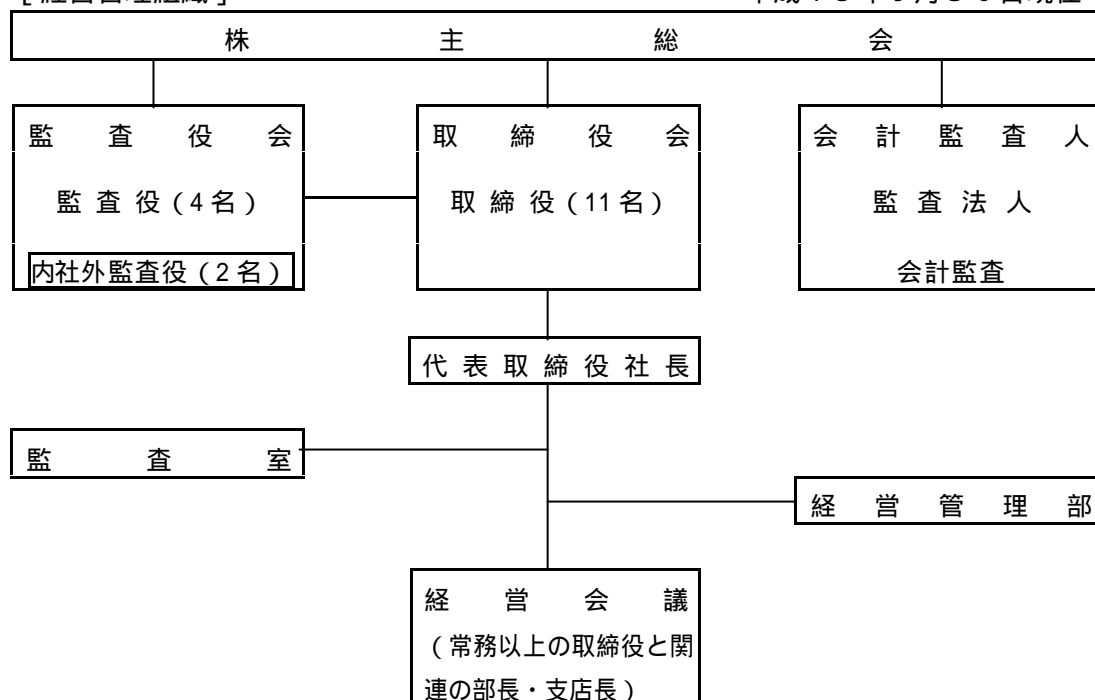 株主総会
監査役会
監査役(4名)
内社外監査役(2名)
取締役会
取締役(11名)
会計監査人
監査法人
会計監査
代表取締役社長
監査室
経営管理部
経営会議
(常務以上の取締役と関
連の部長・支店長)